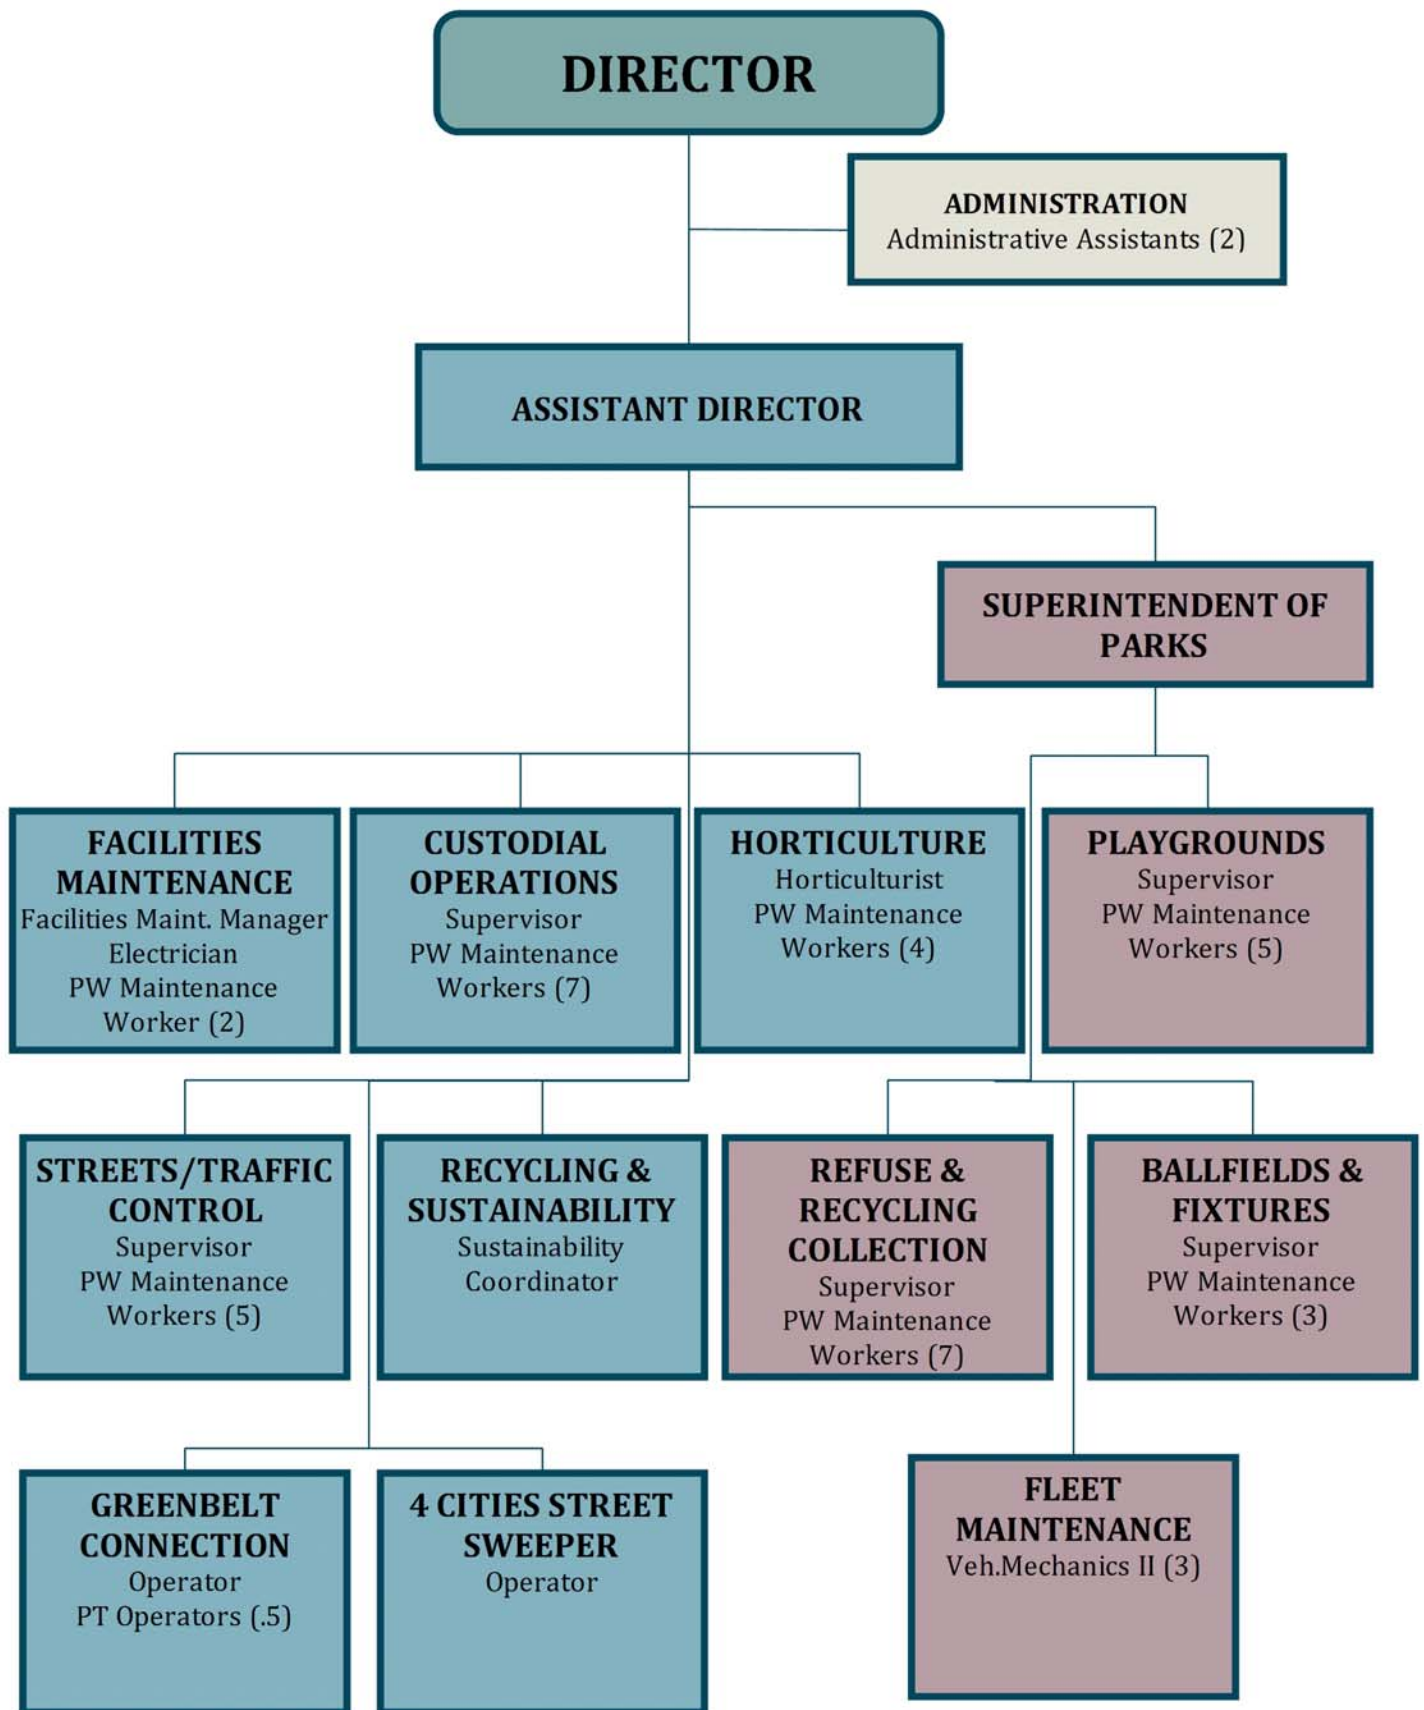 DIRECTOR
ADMINISTRATION
Administrative Assistants (2)
ASSISTANT DIRECTOR
SUPERINTENDENT OF
PARKS
FACILITIES
MAINTENANCE
Facilities Maint. Manager
Electrician
PW Maintenance
Worker (2)
CUSTODIAL
OPERATIONS
Supervisor
PW Maintenance
Workers (7)
HORTICULTURE
Horticulturist
PW Maintenance
Workers (4)
PLAYGROUNDS
Supervisor
PW Maintenance
Workers (5)
STREETS/TRAFFIC
CONTROL
Supervisor
PW Maintenance
Workers (5)
RECYCLING &
SUSTAINABILITY
Sustainability
Coordinator
REFUSE &
RECYCLING
COLLECTION
Supervisor
PW Maintenance
Workers (7)
BALLFIELDS &
FIXTURES
Supervisor
PW Maintenance
Workers (3)
GREENBELT
CONNECTION
Operator
PT Operators (.5)
4 CITIES STREET
SWEEPER
Operator
FLEET
MAINTENANCE
Veh.Mechanics II (3)